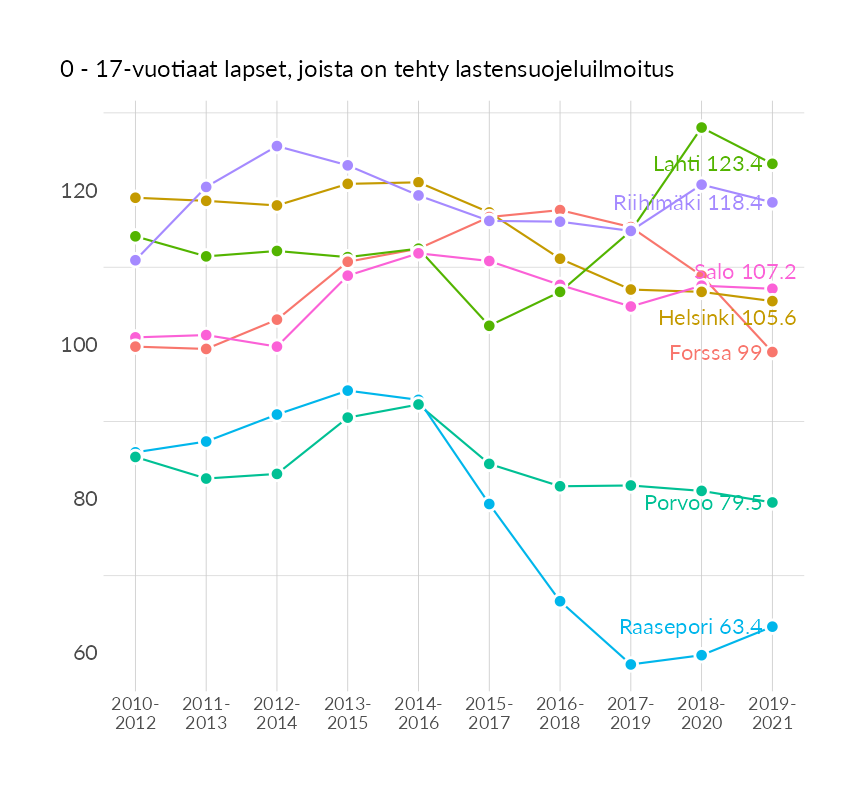 0 - 17-vuotiaat lapset, joista on tehty lastensuojeluilmoitus
120
100
80
60
Lahti 123.4
Riihimäki 118.4
Salo 107.2
Helsinki 105.6
Forssa 99
Porvoo 79.5
Raasepori 63.4
2010- 2011- 2012- 2013- 2014- 2015- 2016- 2017- 2018- 2019-
2012 2013 2014 2015 2016 2017 2018 2019 2020 2021